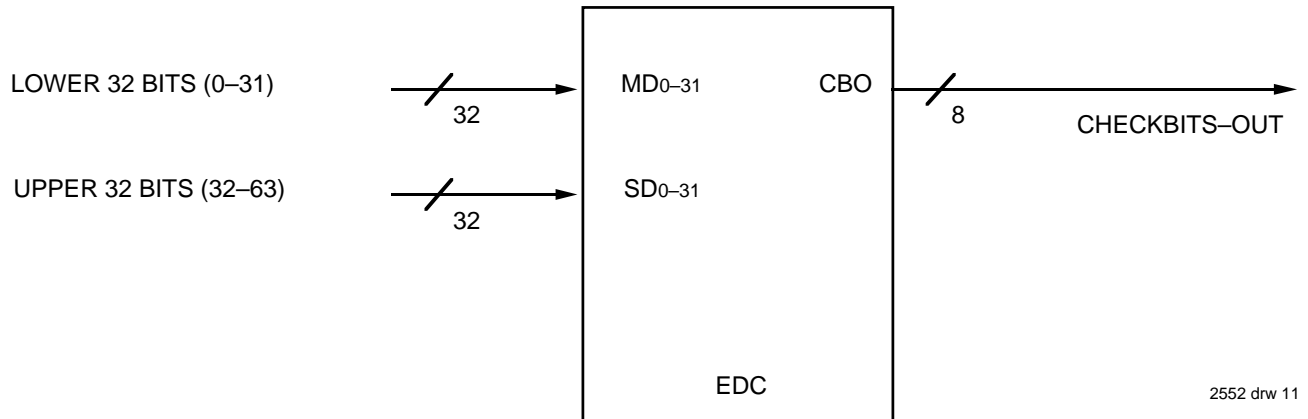 LOWER 32 BITS (0–31)
32
MD0–31
CBO
8
CHECKBITS–OUT
UPPER 32 BITS (32–63)
32
SD0–31
EDC
2552 drw 11